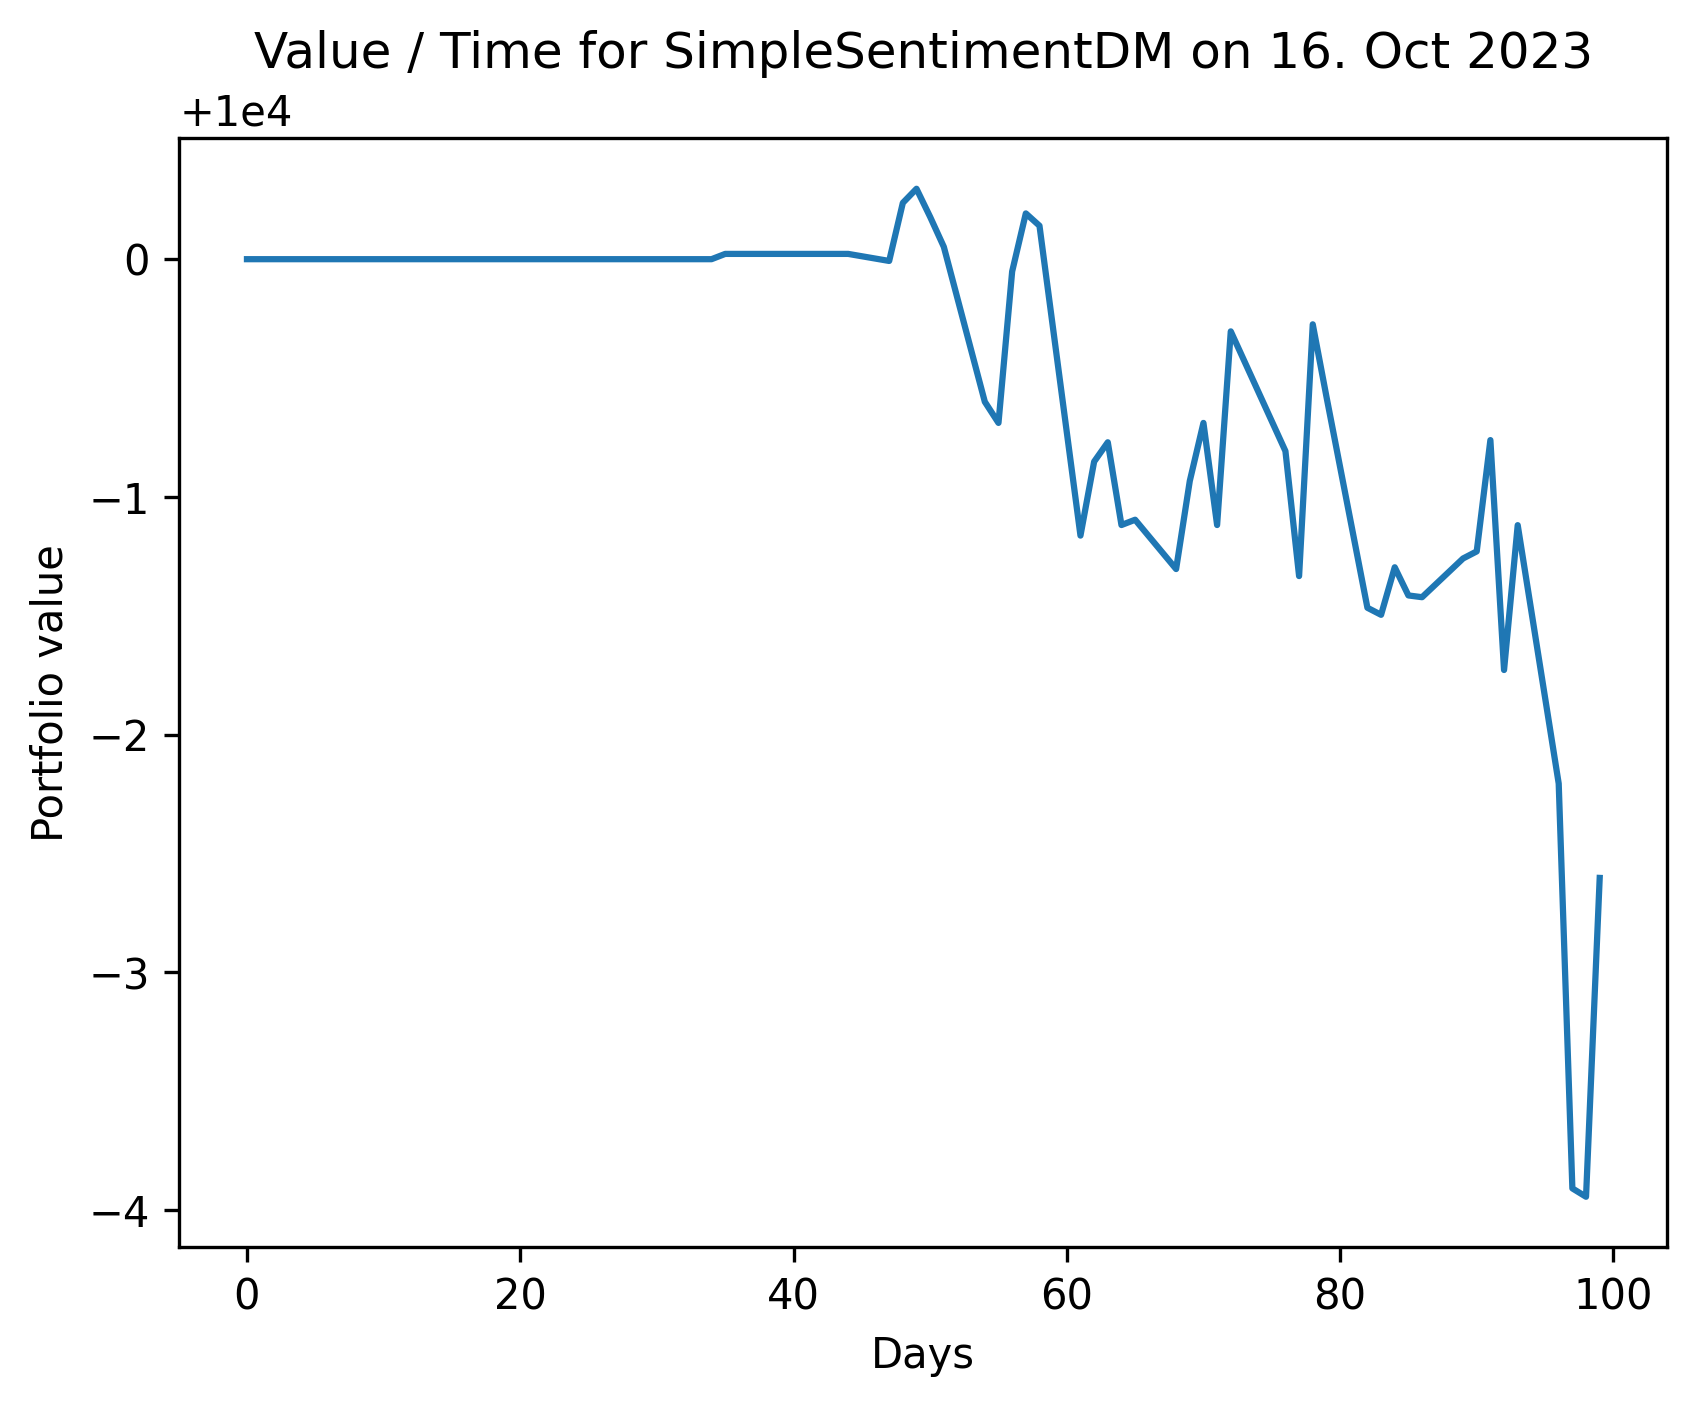 Value / Time for SimpleSentimentDM on 16. Oct 2023
+1e4
0
−1
−2
−3
−4
Portfolio value
0 20 40 60 80 100
Days